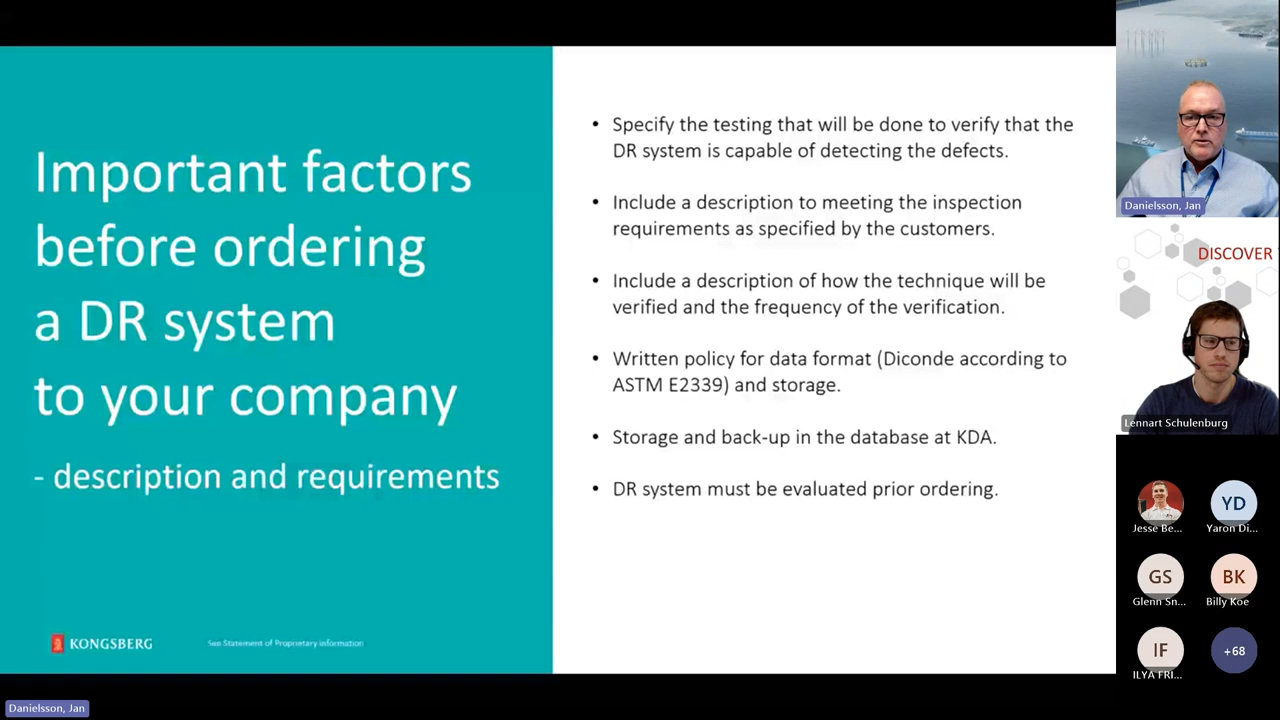 Important factors
before ordering
a DR system
to your company
- description and requirements
KONGSBERG
See Statement of Proprietary information
• Specify the testing that will be done to verify that the
DR system is capable of detecting the defects.
• Include a description to meeting the inspection
requirements as specified by the customers.
• Include a description of how the technique will be
verified and the frequency of the verification.
• Written policy for data format (Diconde according to
ASTM E2339) and storage.
• Storage and back-up in the database at KDA.
• DR system must be evaluated prior ordering.
Danielsson, Jan
DISCOVER
Lennart Schulenburg
Jesse Be...
YD
Yaron Di...
GS
Glenn Sn...
BK
Billy Koe
IF
ILYA FRI...
+68
Danielsson, Jan